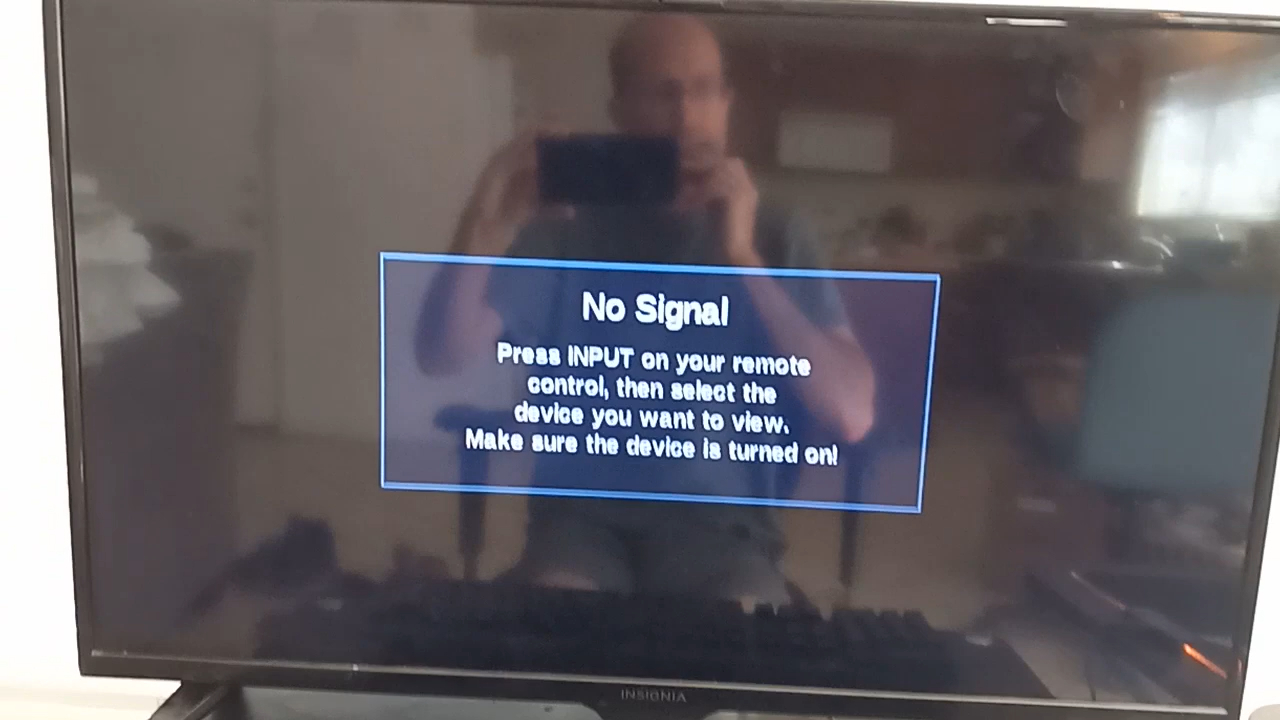 No Signal
Press INPUT on your remote
control, then select the
device you want to view.
Make sure the device is turned on!
INSIGNIA